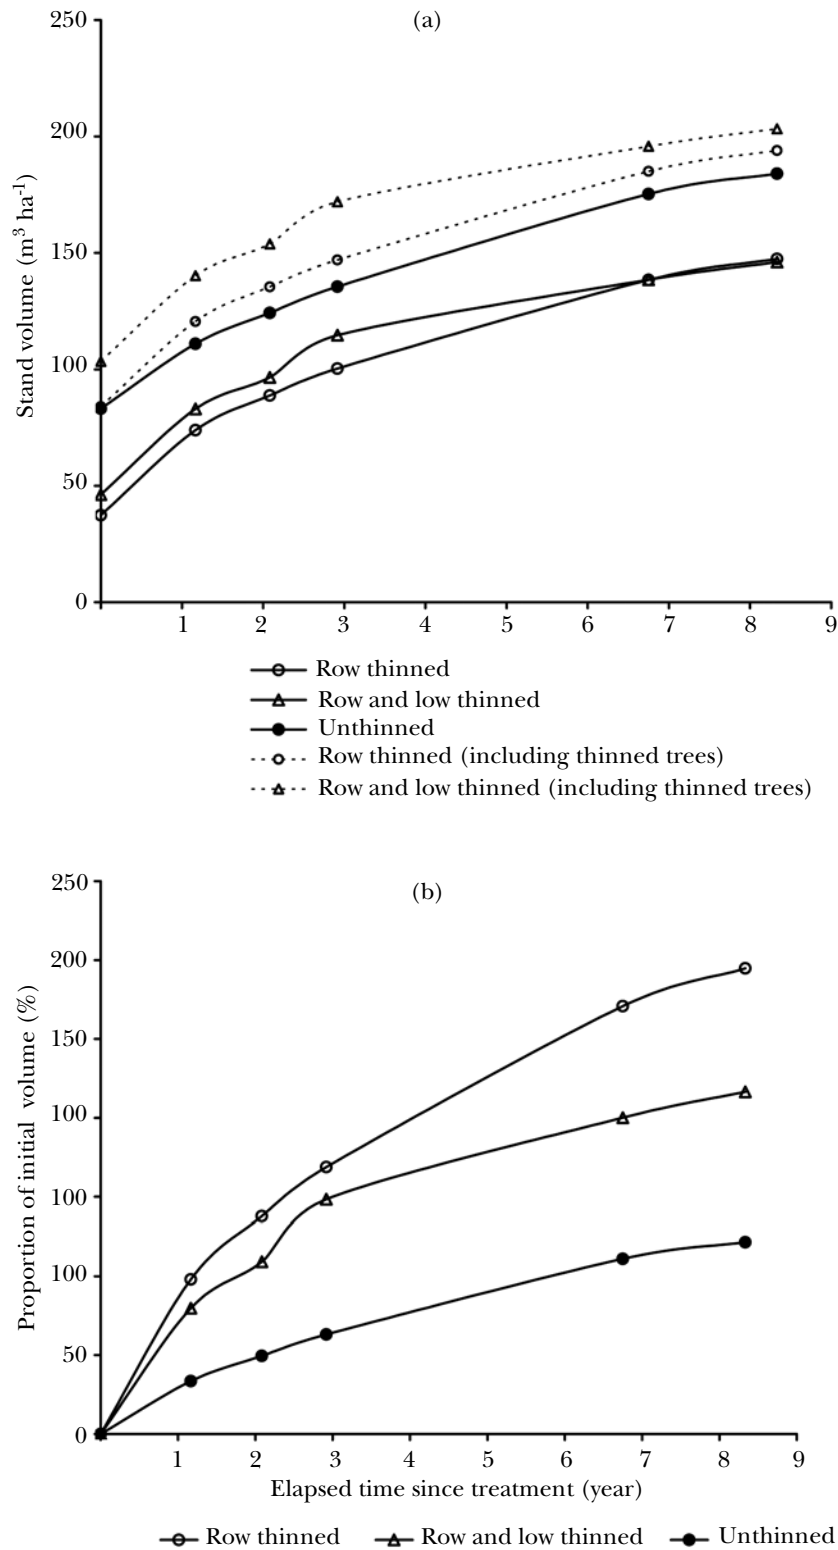 (a)
250
200
150
100
50
0
Stand volume (m³ ha⁻¹)
1 2 3 4 5 6 7 8 9
Row thinned
Row and low thinned
Unthinned
Row thinned (including thinned trees)
Row and low thinned (including thinned trees)
(b)
250
200
150
100
100
100
50
0
Proportion of initial volume (%)
1 2 3 4 5 6 7 8 9
Elapsed time since treatment (year)
Row thinned Row and low thinned Unthinned